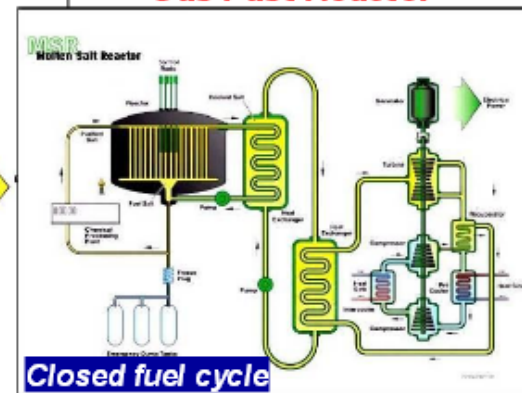 MSR
Molten Salt Reactor
Control
Rods
Reactor
Coolant Salt
Purified
Salt
Fuel Salt
Pump
Chemical
Processing
Plant
Heat
Exchanger
Freeze
Plug
Pump
Heat
Exchanger
Generator
Electrical
Power
Turbine
Recuperator
Compressor
Heat
Sink
Pre
Cooler
Heat Sink
Intercooler
Compressor
Emergency Dump Tanks
Closed fuel cycle